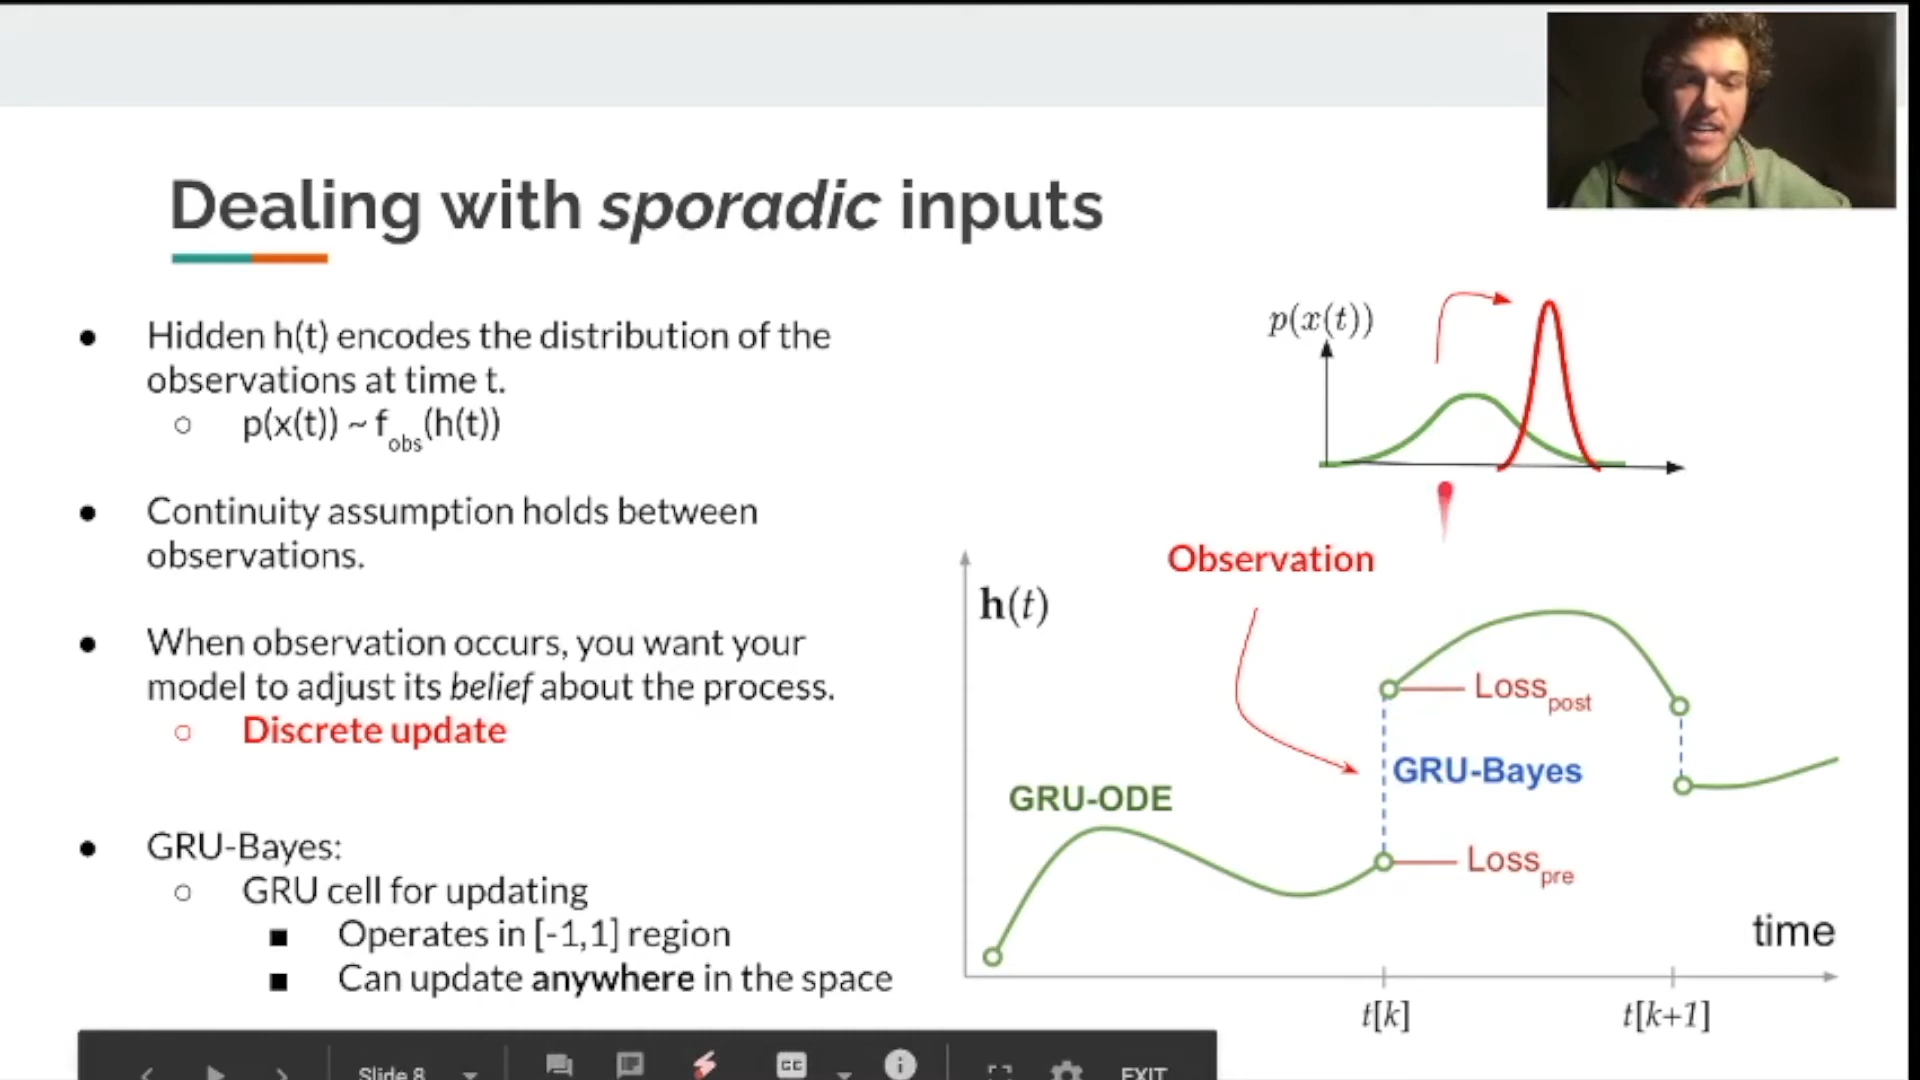 Dealing with sporadic inputs
● Hidden h(t) encodes the distribution of the
observations at time t.
○ p(x(t)) ~ f_obs(h(t))
● Continuity assumption holds between
observations.
● When observation occurs, you want your
model to adjust its belief about the process.
○ Discrete update
● GRU-Bayes:
○ GRU cell for updating
■ Operates in [-1,1] region
■ Can update anywhere in the space
p(x(t))
Observation
h(t)
Loss_post
GRU-Bayes
GRU-ODE
Loss_pre
time
t[k]
t[k+1]
Slide 8
CC
EXIT